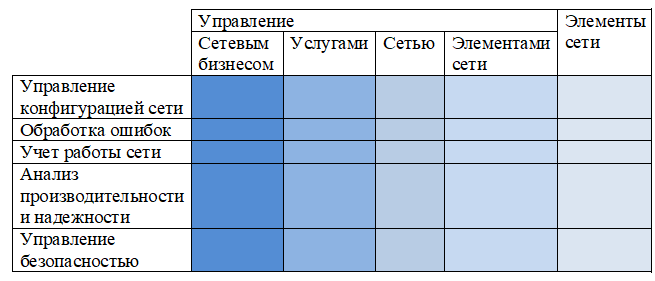 Управление
Элементы
сети
Сетевым
бизнесом
Услугами
Сетью
Элементами
сети
Управление
конфигурацией сети
Обработка ошибок
Учет работы сети
Анализ
производительности
и надежности
Управление
безопасностью